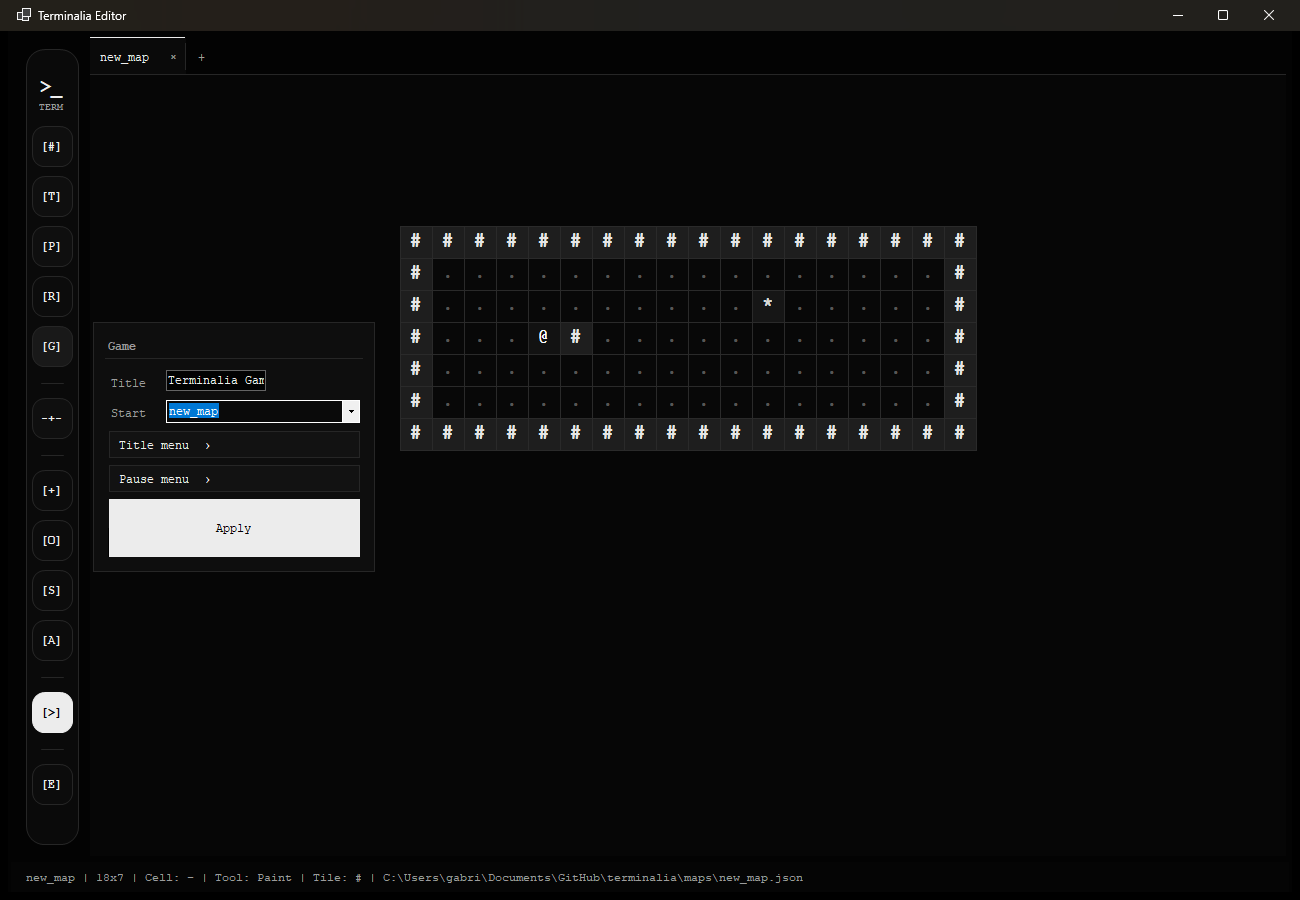 Terminalia Editor
new_map × +
>_
TERM
[#]
[T]
[P]
[R]
[G]
-+-
[+]
[O]
[S]
[A]
[>]
[E]
Game
Title Terminalia Gam
Start new_map
Title menu ›
Pause menu ›
Apply
# # # # # # # # # # # # # # # # # #
# . . . . . . . . . . . . . . . . #
# . . . . . . . . . . * . . . . . #
# . . . @ # . . . . . . . . . . . #
# . . . . . . . . . . . . . . . . #
# . . . . . . . . . . . . . . . . #
# # # # # # # # # # # # # # # # # #
new_map | 18x7 | Cell: - | Tool: Paint | Tile: # | C:\Users\gabri\Documents\GitHub\terminalia\maps\new_map.json